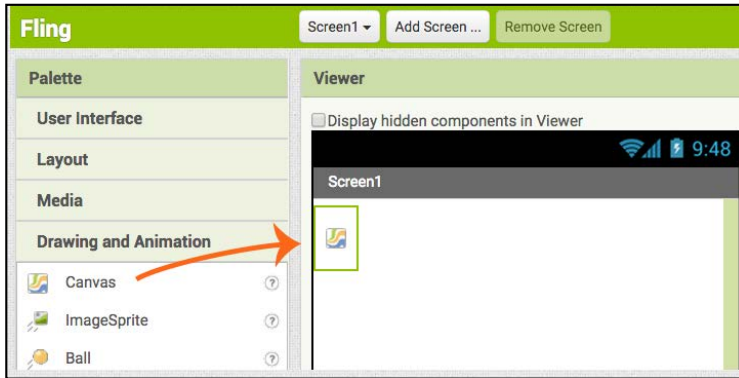 Fling
Screen1 Add Screen ... Remove Screen
Palette
User Interface
Layout
Media
Drawing and Animation
Canvas ?
ImageSprite ?
Ball ?
Viewer
Display hidden components in Viewer
9:48
Screen1